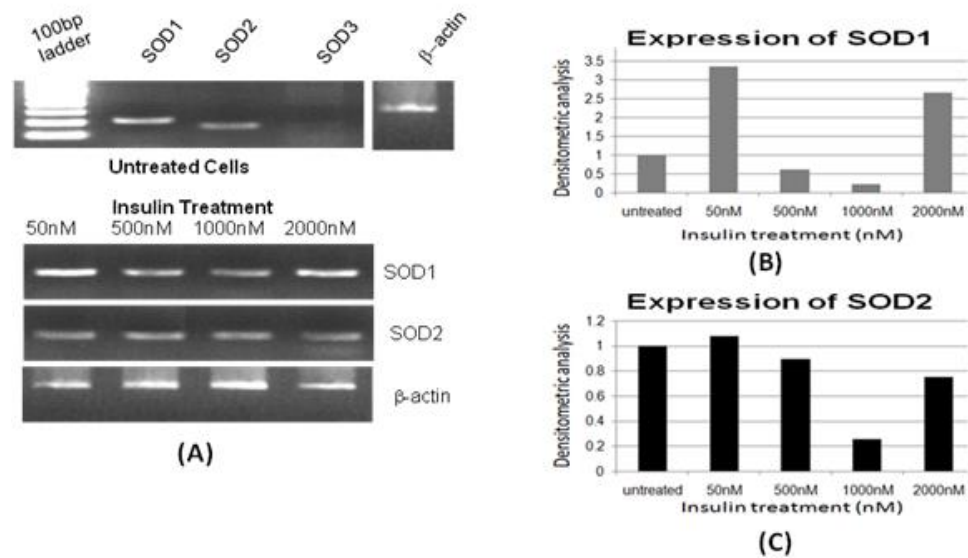 100bp
ladder
SOD1
SOD2
SOD3
β-actin
Untreated Cells
Insulin Treatment
50nM 500nM 1000nM 2000nM
SOD1
SOD2
β-actin
(A)
Expression of SOD1
Densitometric analysis
3.5
3
2.5
2
1.5
1
0.5
0
untreated 50nM 500nM 1000nM 2000nM
Insulin treatment (nM)
(B)
Expression of SOD2
Densitometric analysis
1.2
1
0.8
0.6
0.4
0.2
0
untreated 50nM 500nM 1000nM 2000nM
Insulin treatment (nM)
(C)